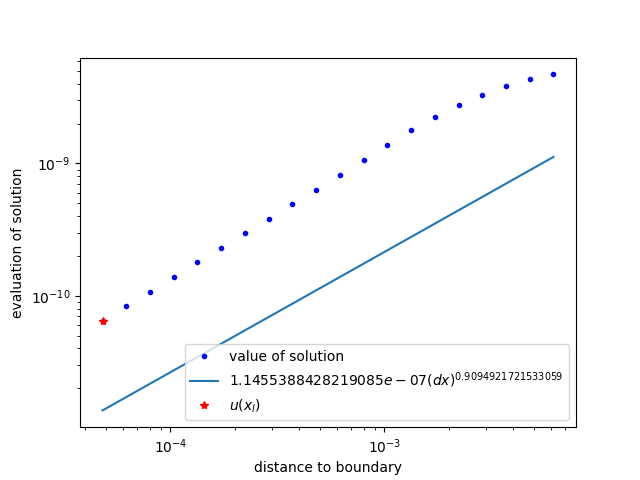 evaluation of solution
10⁻⁹
10⁻¹⁰
value of solution
1.1455388428219085e − 07(dx)^0.9094921721533059
u(xₗ)
10⁻⁴ 10⁻³
distance to boundary